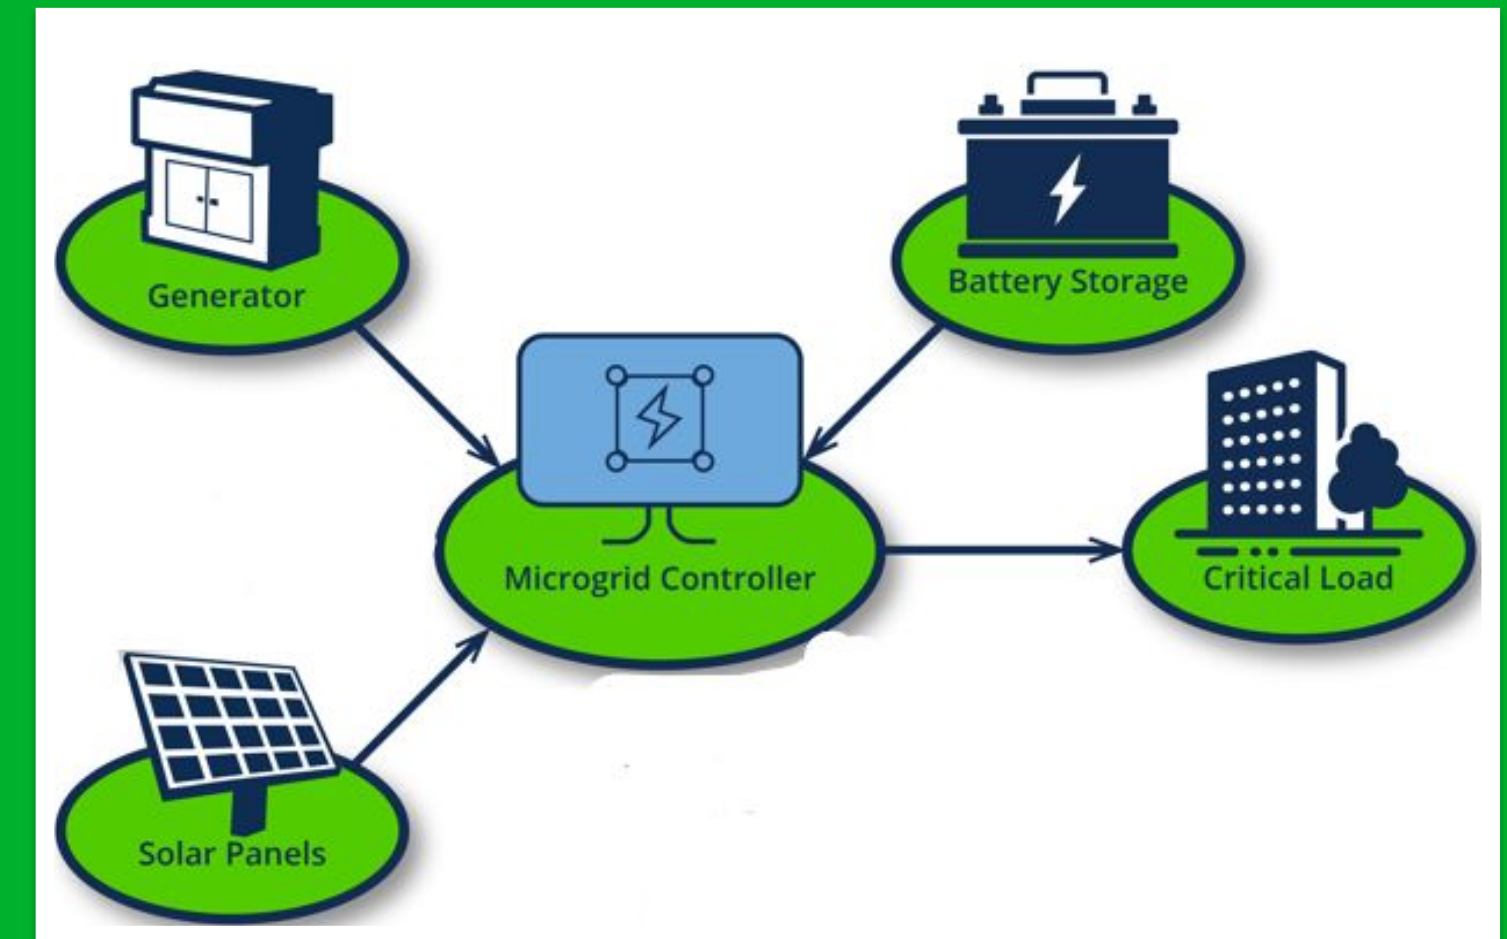 Generator
Battery Storage
Microgrid Controller
Critical Load
Solar Panels